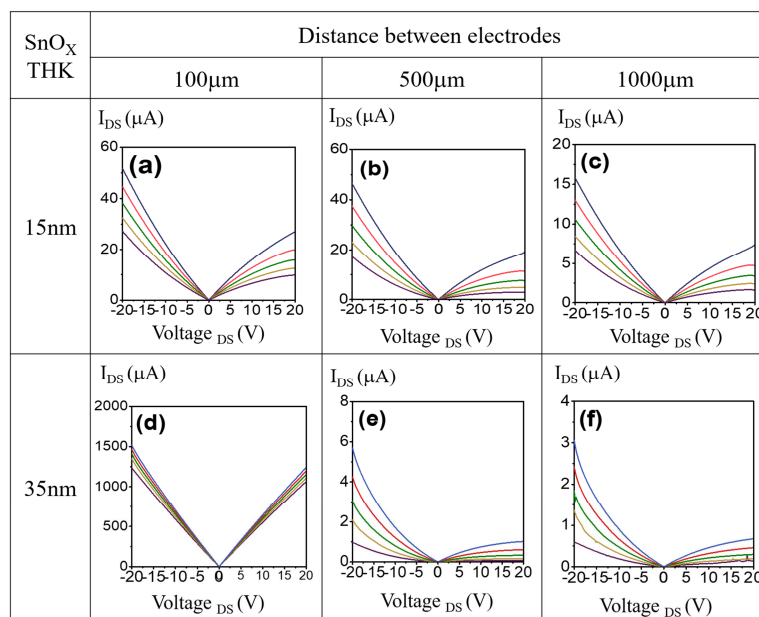 SnOX
THK
Distance between electrodes
100μm
500μm
1000μm
15nm
IDS (μA)
(a)
60
40
20
0
-20 -15 -10 -5 0 5 10 15 20
Voltage DS (V)
IDS (μA)
(b)
60
40
20
0
-20 -15 -10 -5 0 5 10 15 20
Voltage DS (V)
IDS (μA)
(c)
20
15
10
5
0
-20 -15 -10 -5 0 5 10 15 20
Voltage DS (V)
35nm
IDS (μA)
(d)
2000
1500
1000
500
0
-20 -15 -10 -5 0 5 10 15 20
Voltage DS (V)
IDS (μA)
(e)
8
6
4
2
0
-20 -15 -10 -5 0 5 10 15 20
Voltage DS (V)
IDS (μA)
(f)
4
3
2
1
0
-20 -15 -10 -5 0 5 10 15 20
Voltage DS (V)